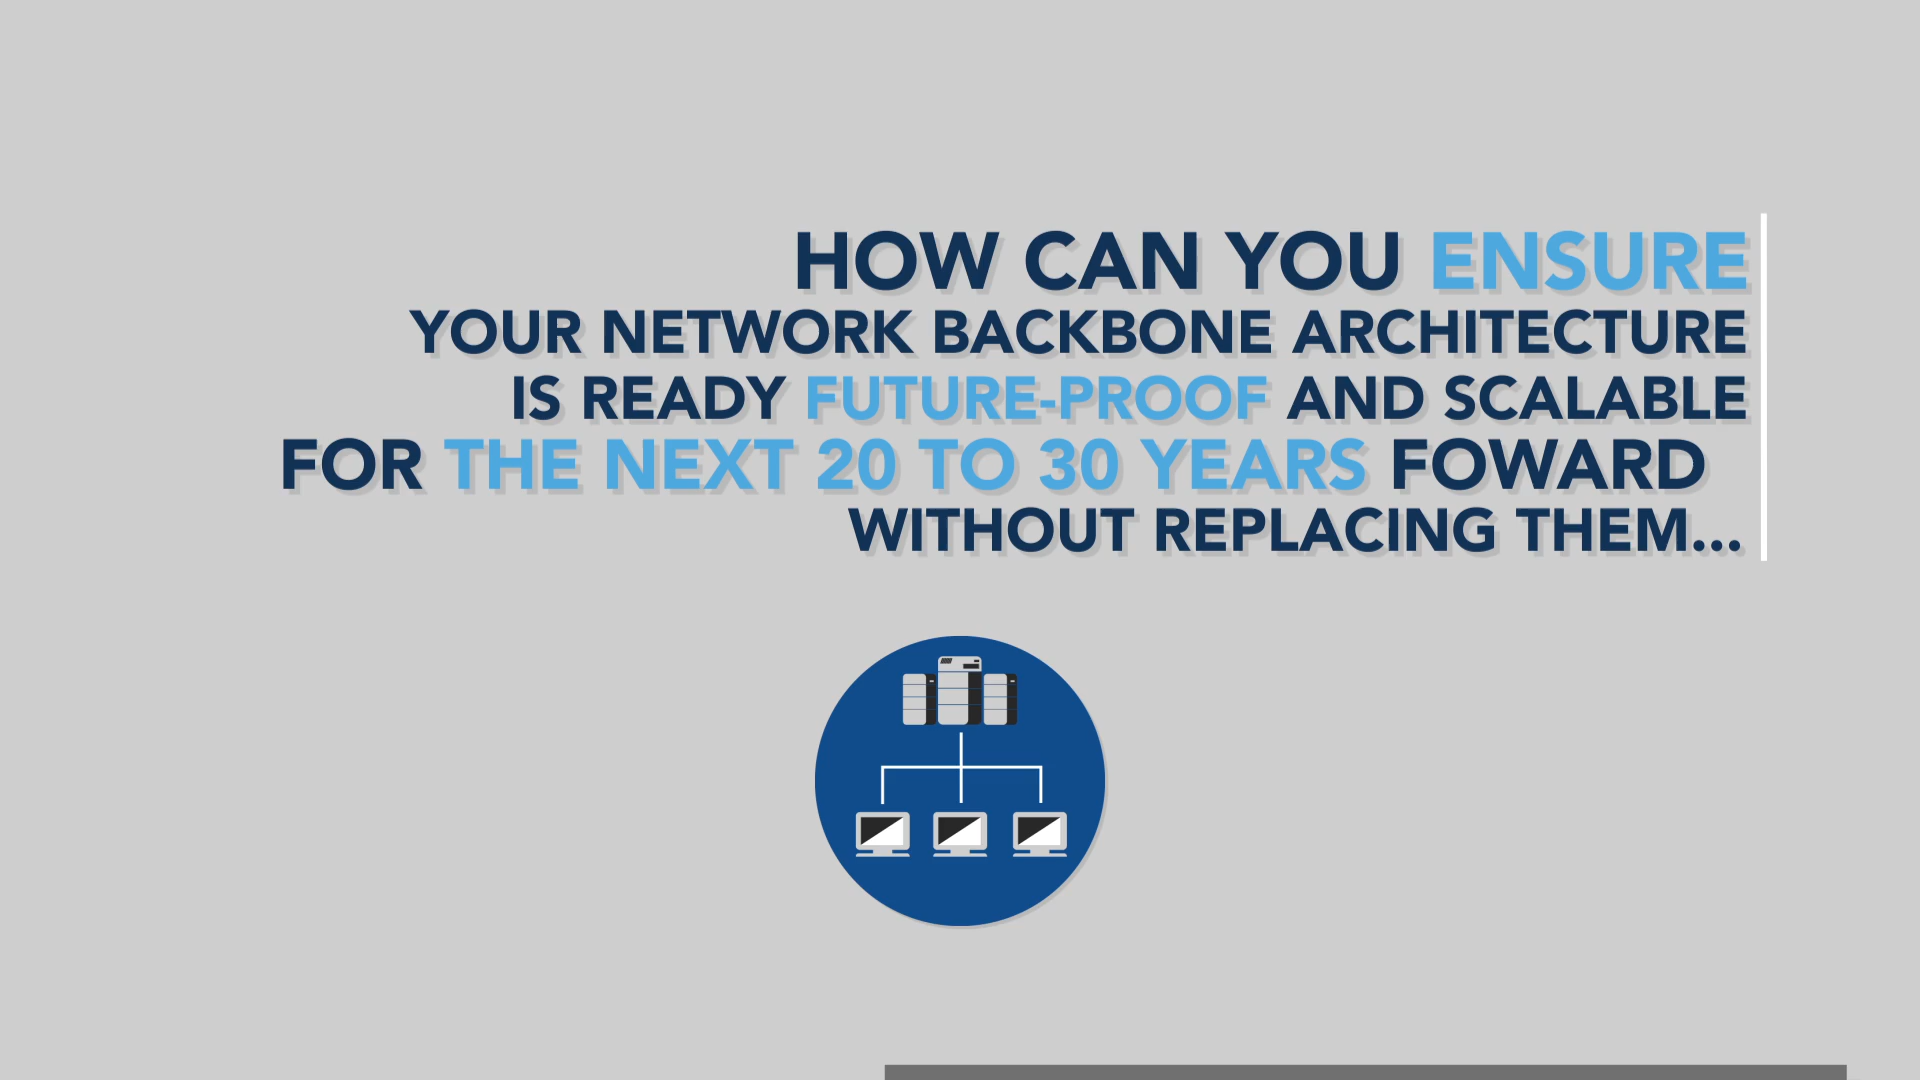 HOW CAN YOU ENSURE
YOUR NETWORK BACKBONE ARCHITECTURE
IS READY FUTURE-PROOF AND SCALABLE
FOR THE NEXT 20 TO 30 YEARS FOWARD
WITHOUT REPLACING THEM...